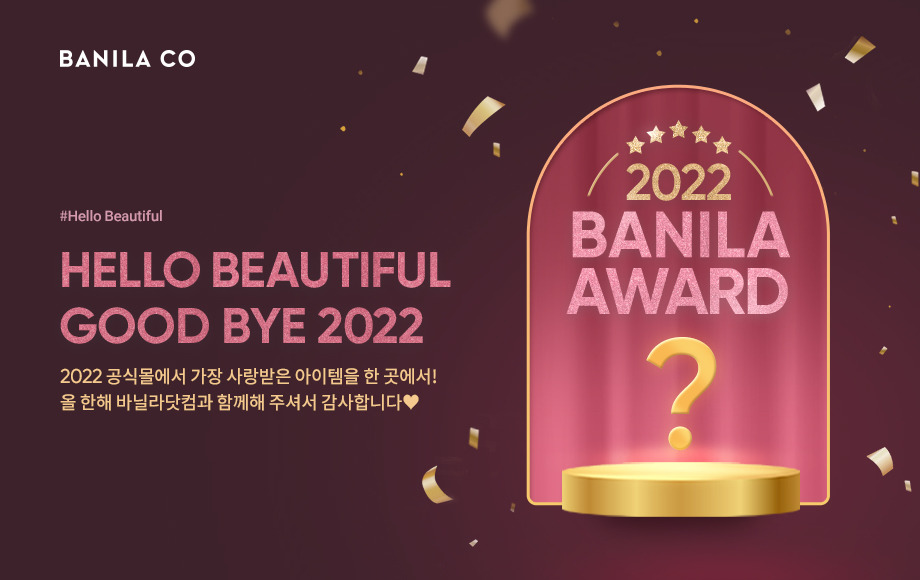 BANILA CO
#Hello Beautiful
HELLO BEAUTIFUL
GOOD BYE 2022
2022 공식몰에서 가장 사랑받은 아이템을 한 곳에서!
올 한해 바닐라닷컴과 함께해 주셔서 감사합니다♥
2022
BANILA
AWARD
?